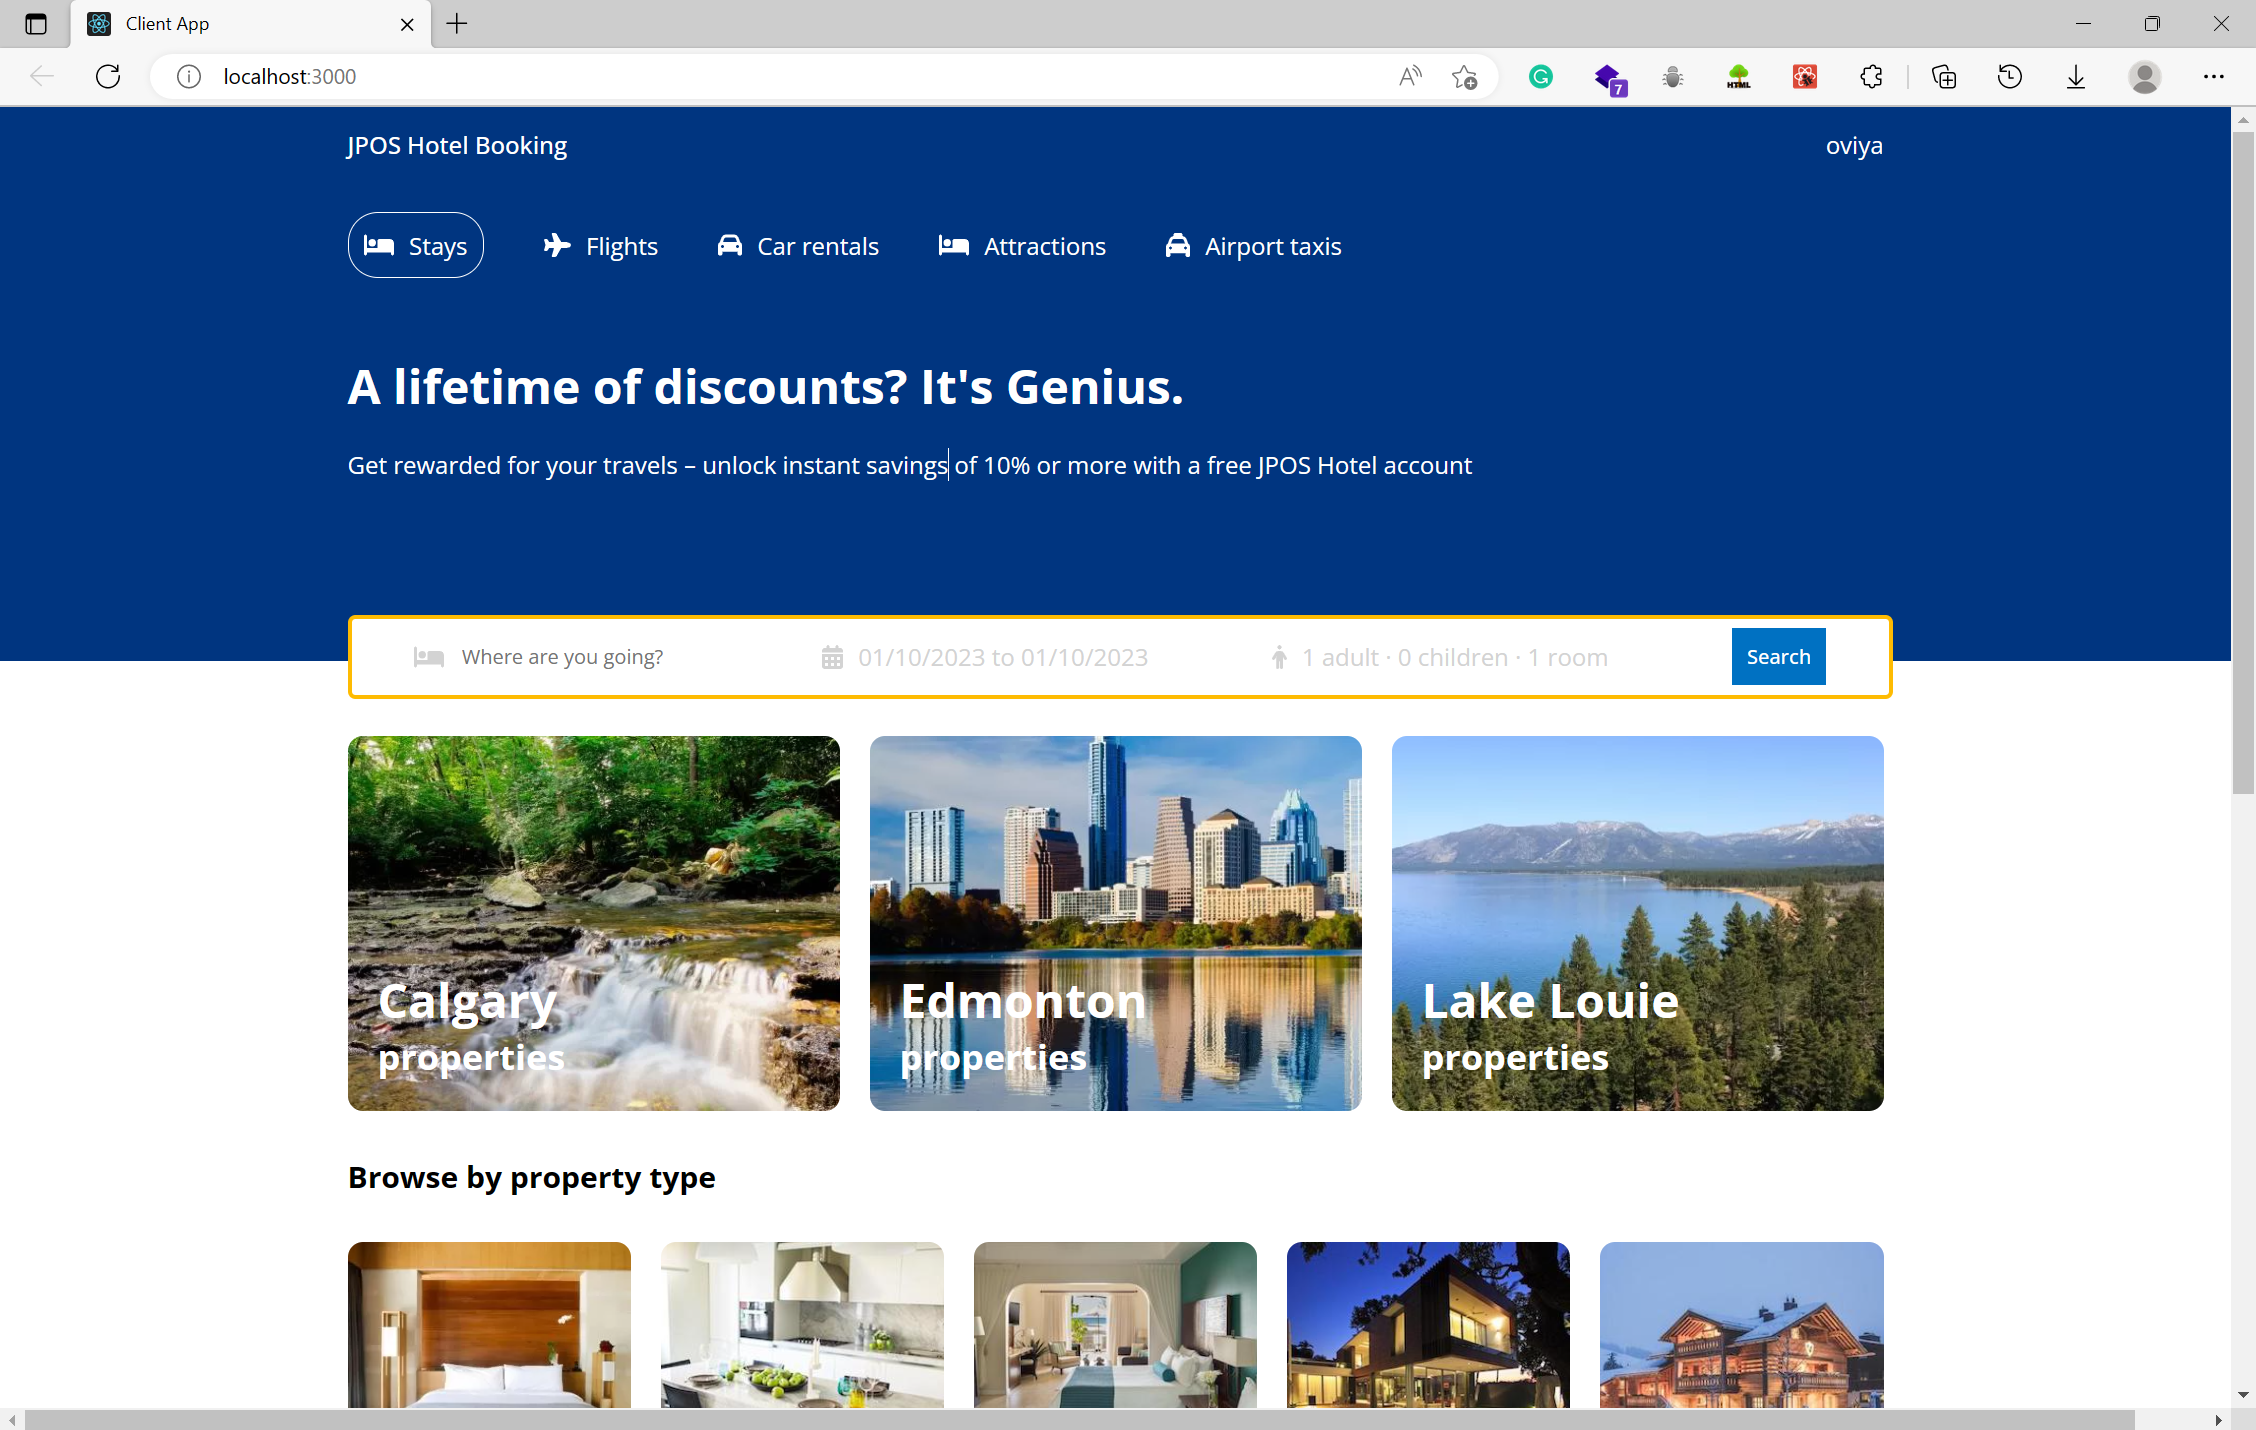 Client App
localhost:3000
7
HTML
JPOS Hotel Booking
oviya
Stays
Flights
Car rentals
Attractions
Airport taxis
A lifetime of discounts? It's Genius.
Get rewarded for your travels – unlock instant savings of 10% or more with a free JPOS Hotel account
Where are you going?
01/10/2023 to 01/10/2023
1 adult · 0 children · 1 room
Search
Calgary
properties
Edmonton
properties
Lake Louie
properties
Browse by property type